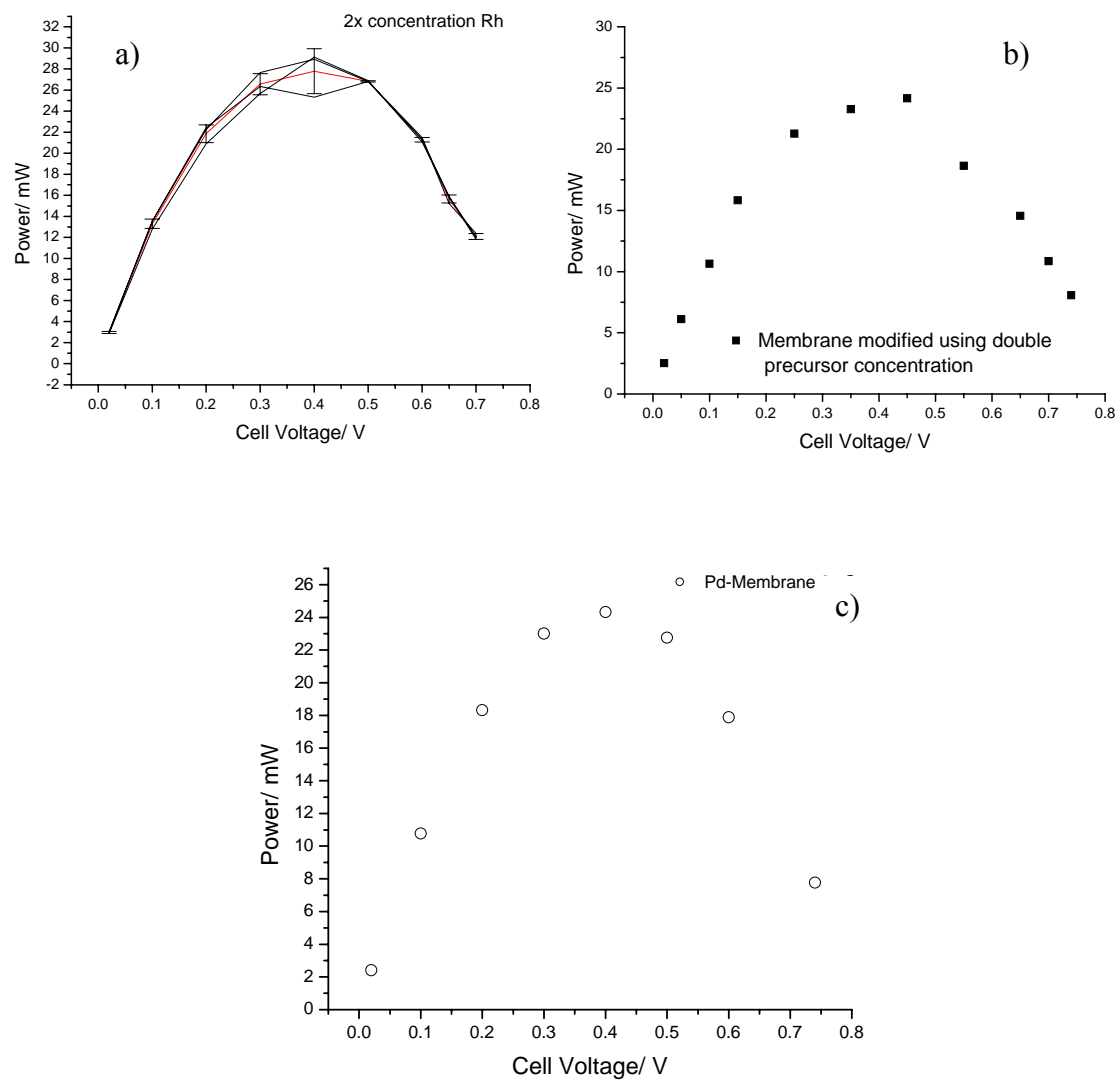 2x concentration Rh
a)
32
30
28
26
24
22
20
18
16
14
12
10
8
6
4
2
0
-2
Power/ mW
0.0 0.1 0.2 0.3 0.4 0.5 0.6 0.7 0.8
Cell Voltage/ V
b)
30
25
20
15
10
5
0
Power/ mW
Membrane modified using double
precursor concentration
0.0 0.1 0.2 0.3 0.4 0.5 0.6 0.7 0.8
Cell Voltage/ V
Pd-Membrane
c)
26
24
22
20
18
16
14
12
10
8
6
4
2
0
Power/ mW
0.0 0.1 0.2 0.3 0.4 0.5 0.6 0.7 0.8
Cell Voltage/ V